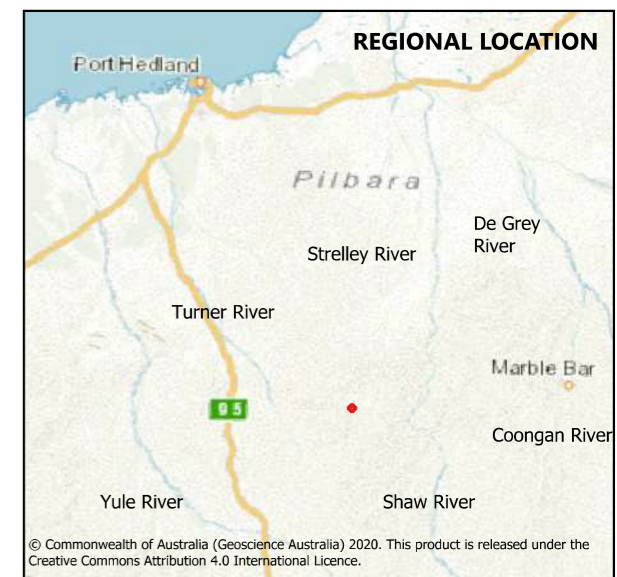 REGIONAL LOCATION
Port Hedland
Pilbara
De Grey
River
Strelley River
Turner River
Marble Bar
95
Coongan River
Yule River
Shaw River
© Commonwealth of Australia (Geoscience Australia) 2020. This product is released under the
Creative Commons Attribution 4.0 International Licence.